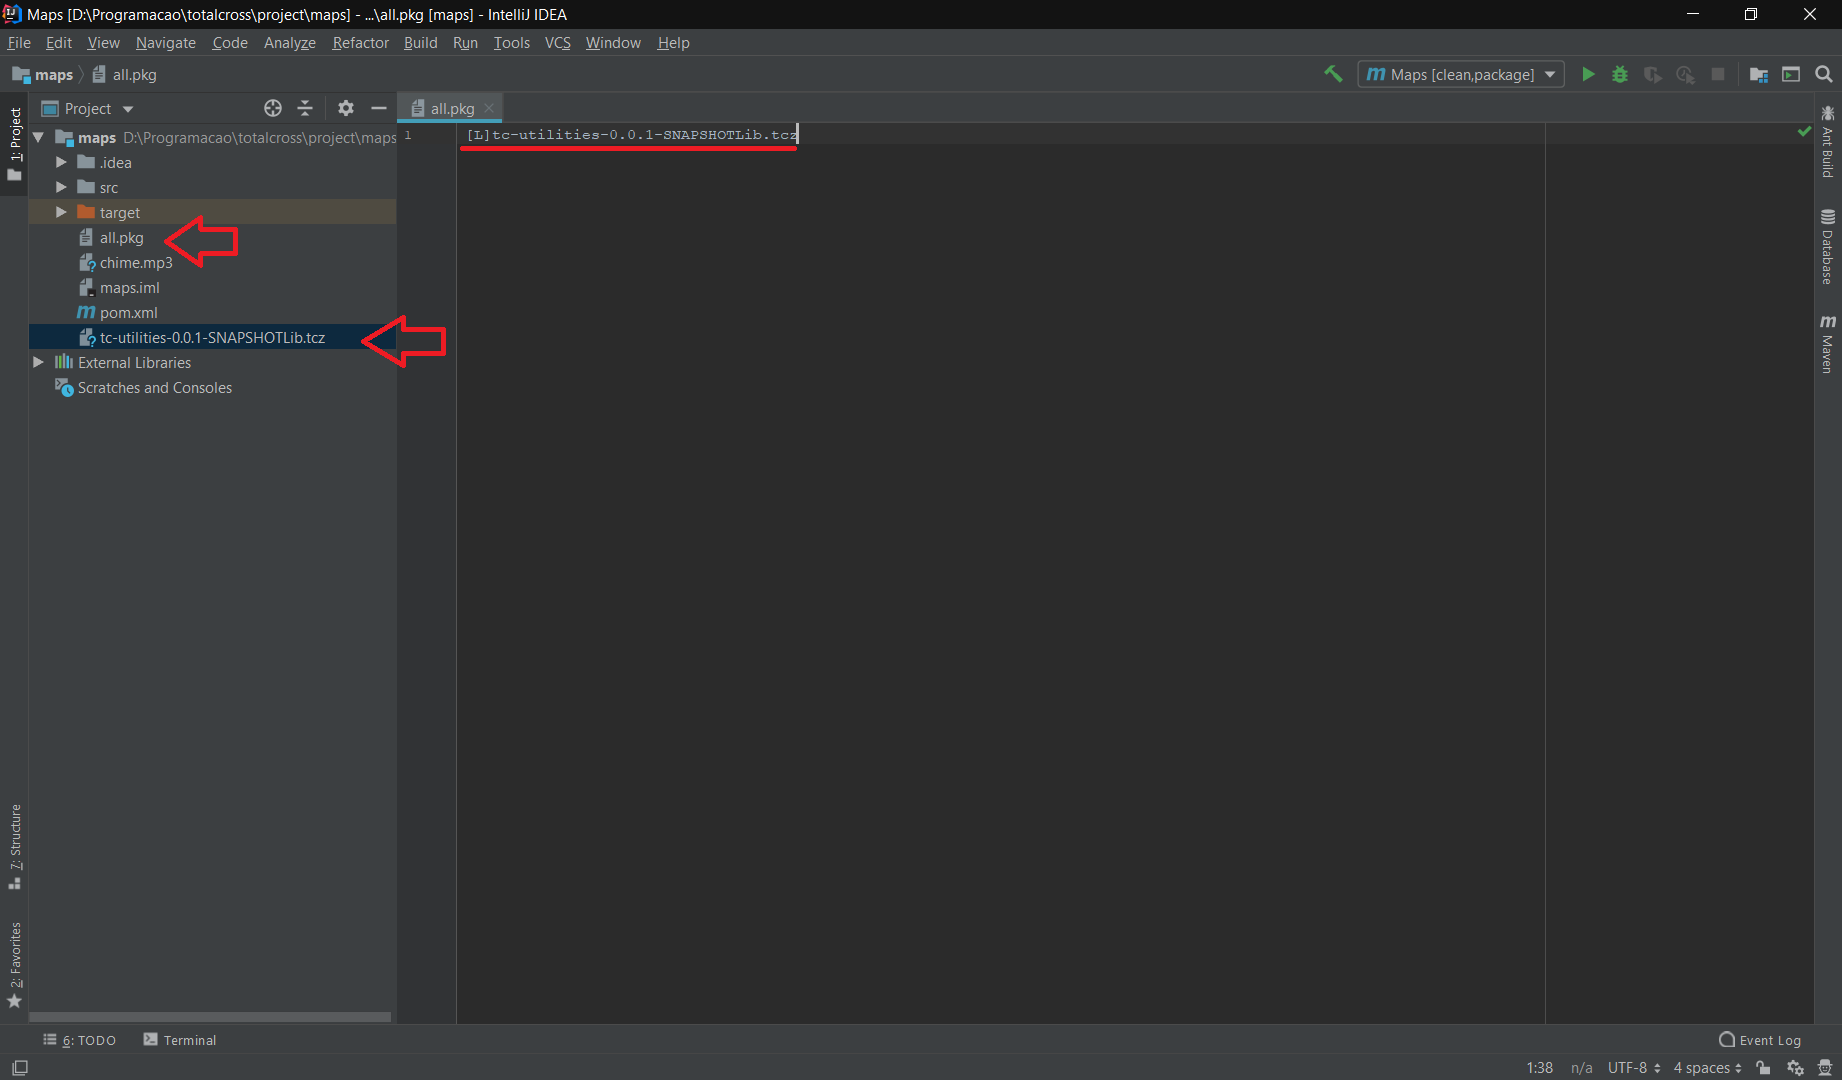 Maps [D:\Programacao\totalcross\project\maps] - ...\all.pkg [maps] - IntelliJ IDEA
File Edit View Navigate Code Analyze Refactor Build Run Tools VCS Window Help
maps all.pkg Maps [clean,package]
Project all.pkg
1: Project
maps D:\Programacao\totalcross\project\maps
1 [L]tc-utilities-0.0.1-SNAPSHOTLib.tcz
.idea
src
target
all.pkg
chime.mp3
maps.iml
pom.xml
tc-utilities-0.0.1-SNAPSHOTLib.tcz
External Libraries
Scratches and Consoles
Ant Build
Database
Maven
7: Structure
2: Favorites
6: TODO Terminal Event Log
1:38 n/a UTF-8 4 spaces